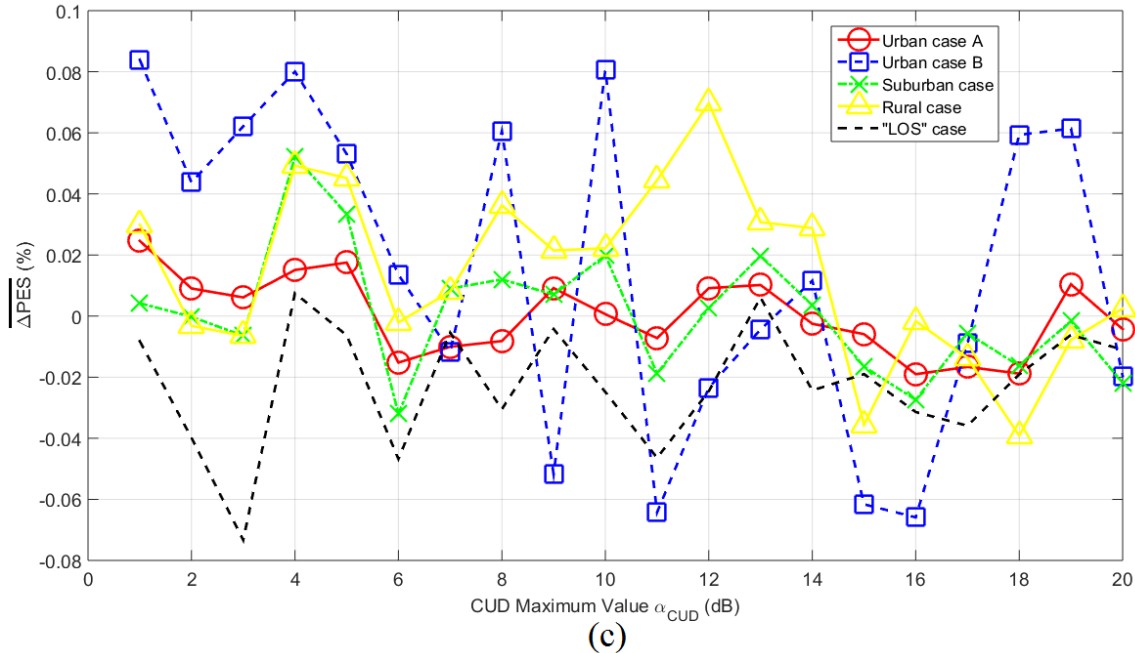 0.1
0.08
0.06
0.04
0.02
0
-0.02
-0.04
-0.06
-0.08
ΔPES (%)
Urban case A
Urban case B
Suburban case
Rural case
"LOS" case
0 2 4 6 8 10 12 14 16 18 20
CUD Maximum Value α_CUD (dB)
(c)